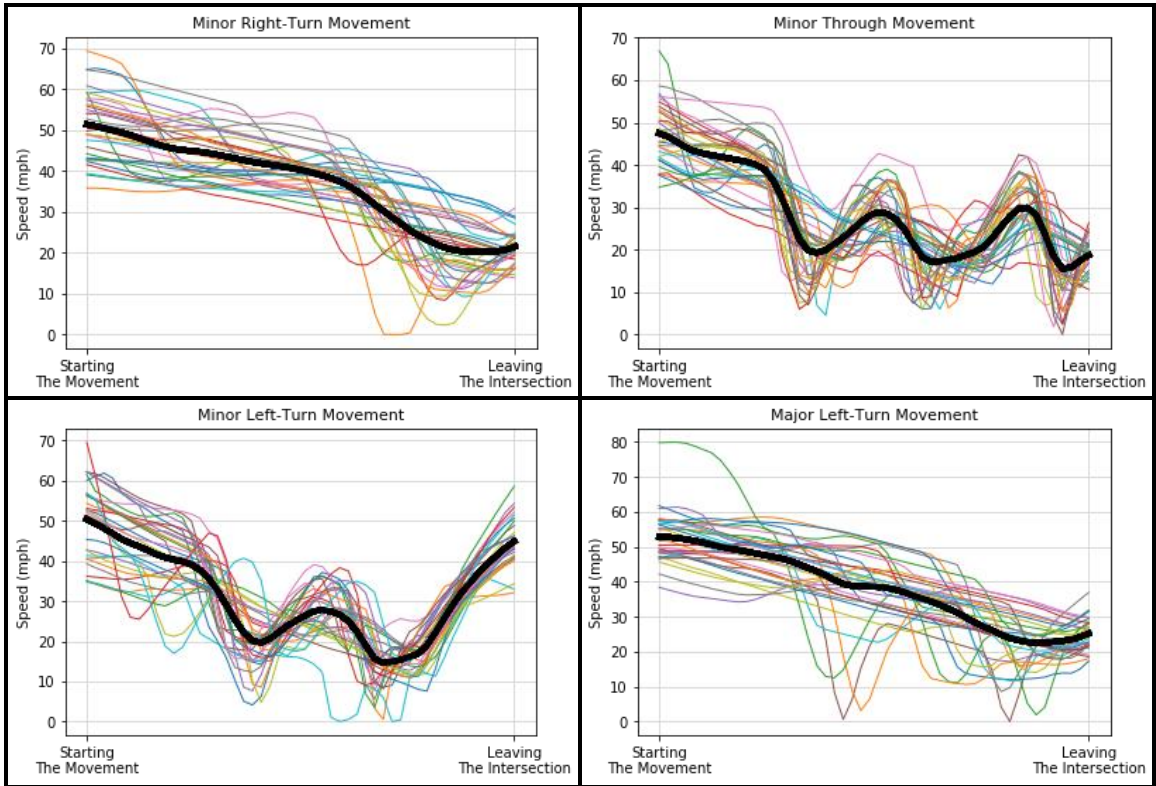 Minor Right-Turn Movement
70
60
50
40
30
20
10
0
Speed (mph)
Starting
The Movement
Leaving
The Intersection
Minor Through Movement
70
60
50
40
30
20
10
0
Speed (mph)
Starting
The Movement
Leaving
The Intersection
Minor Left-Turn Movement
70
60
50
40
30
20
10
0
Speed (mph)
Starting
The Movement
Leaving
The Intersection
Major Left-Turn Movement
80
70
60
50
40
30
20
10
0
Speed (mph)
Starting
The Movement
Leaving
The Intersection